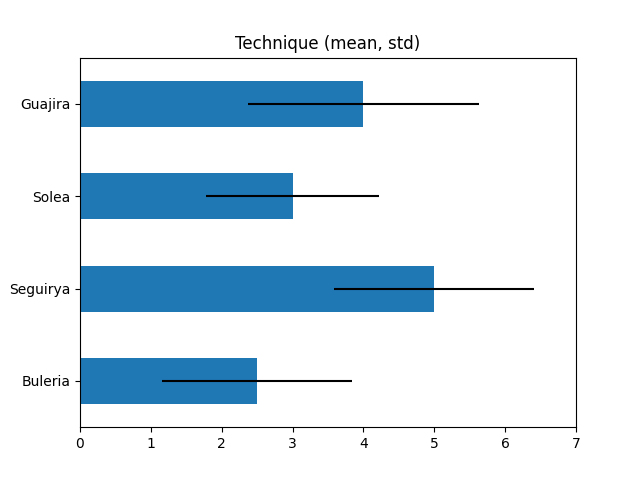 Technique (mean, std)
Guajira
Solea
Seguirya
Buleria
0 1 2 3 4 5 6 7